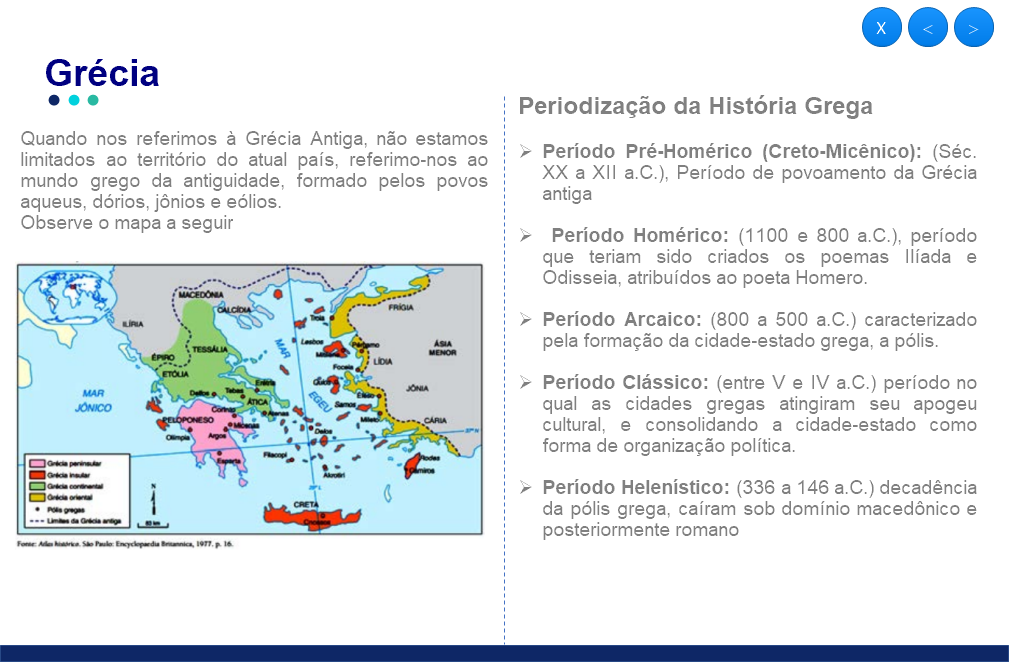 X < >
Grécia
Quando nos referimos à Grécia Antiga, não estamos
limitados ao território do atual país, referimo-nos ao
mundo grego da antiguidade, formado pelos povos
aqueus, dórios, jônios e eólios.
Observe o mapa a seguir
MACEDÔNIA
CALCÍDIA
FRÍGIA
ILÍRIA
Troia
TESSÁLIA
Lesbos
MAR
Pérgamo
ÁSIA
MENOR
ÉPIRO
LÍDIA
ETÓLIA
Foceia
JÔNIA
MAR
JÔNICO
Delfos
Tebas
Erétria
ÁTICA
EGEU
Éfeso
Samos
Corinto
Atenas
PELOPONESO
Micenas
Mileto
CÁRIA
Olímpia
Argos
Delos
Esparta
Filacopi
Rodes
Camiros
Akrotiri
CRETA
Cnossos
Grécia peninsular
Grécia insular
Grécia continental
Grécia oriental
Pólis gregas
Limites da Grécia antiga
N
Fonte: Atlas histórico. São Paulo: Encyclopaedia Britannica, 1977. p. 16.
Periodização da História Grega
➢ Período Pré-Homérico (Creto-Micênico): (Séc.
XX a XII a.C.), Período de povoamento da Grécia
antiga
➢ Período Homérico: (1100 e 800 a.C.), período
que teriam sido criados os poemas Ilíada e
Odisseia, atribuídos ao poeta Homero.
➢ Período Arcaico: (800 a 500 a.C.) caracterizado
pela formação da cidade-estado grega, a pólis.
➢ Período Clássico: (entre V e IV a.C.) período no
qual as cidades gregas atingiram seu apogeu
cultural, e consolidando a cidade-estado como
forma de organização política.
➢ Período Helenístico: (336 a 146 a.C.) decadência
da pólis grega, caíram sob domínio macedônico e
posteriormente romano